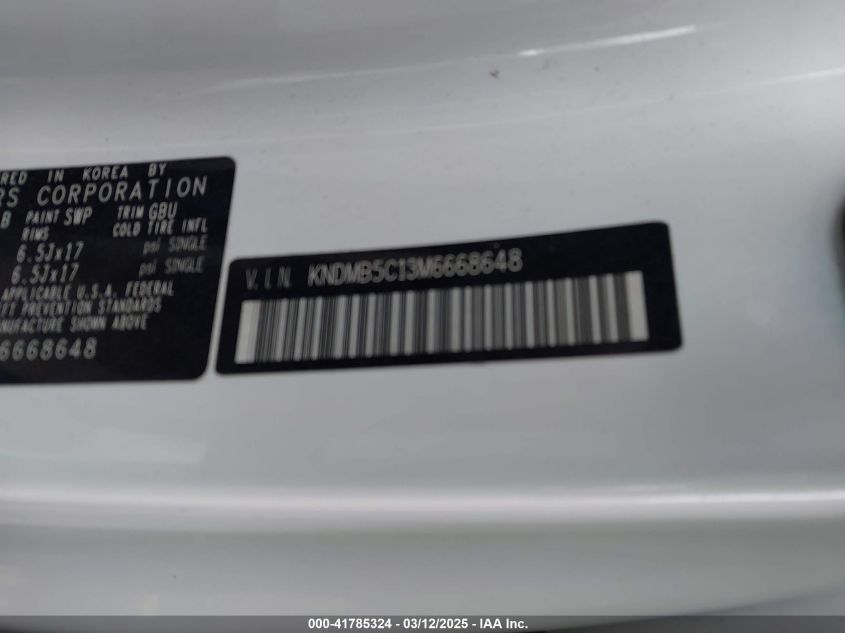 RED IN KOREA BY
RS CORPORATION
B PAINT SWP TRIM GBU
RIMS COLD TIRE INFL
6.5Jx17 psi SINGLE
6.5Jx17 psi SINGLE
APPLICABLE U.S.A. FEDERAL
FT PREVENTION STANDARDS
NUFACTURE SHOWN ABOVE
6668648
V.I.N. KNDMB5C13M6668648
000-41785324 - 03/12/2025 - IAA Inc.